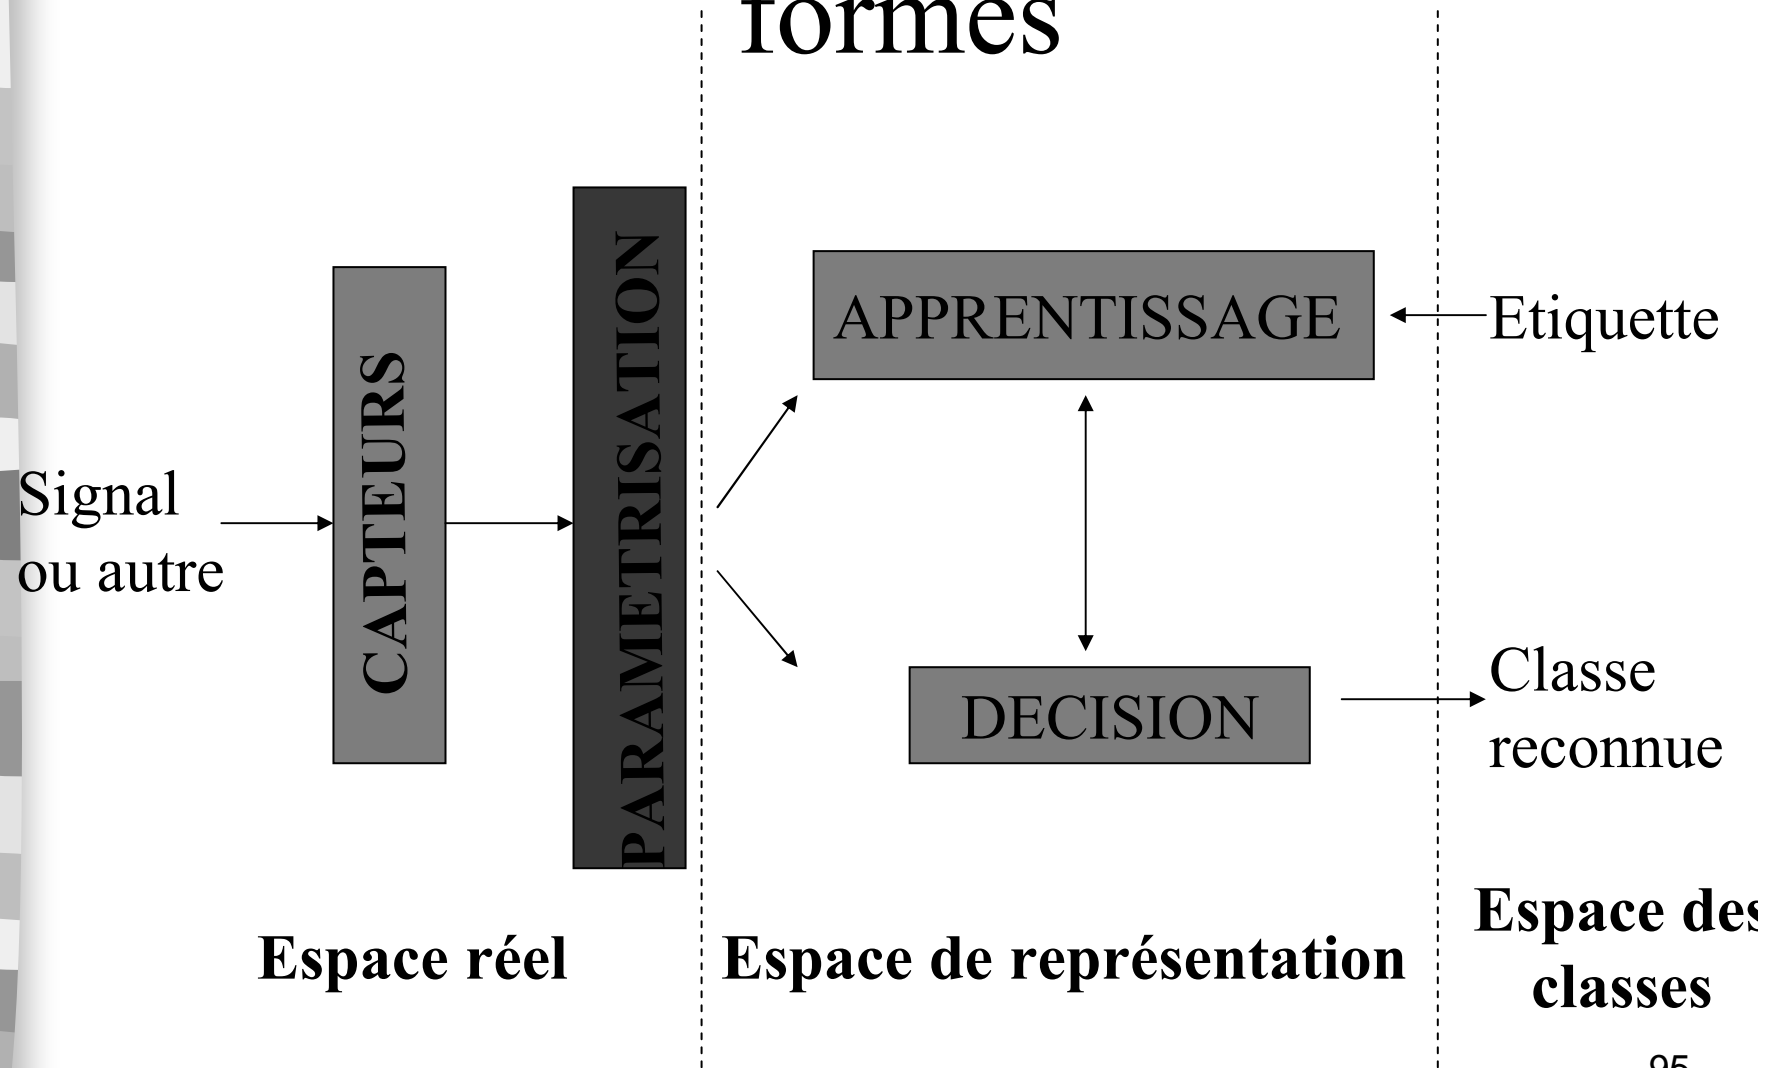 formes
APPRENTISSAGE
Etiquette
CAPTEURS
PARAMETRISATION
Signal
ou autre
DECISION
Classe
reconnue
Espace réel
Espace de représentation
Espace des
classes
95